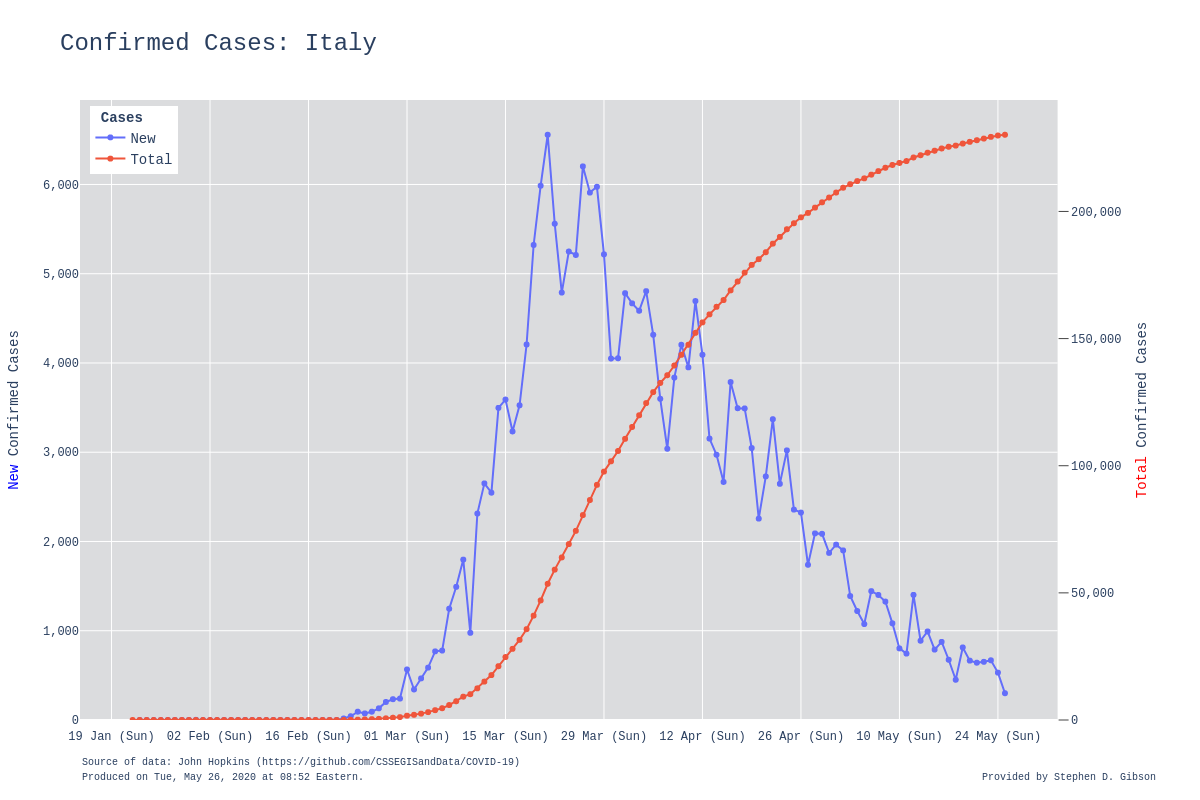 Confirmed Cases: Italy
Cases
New
Total
6,000
5,000
4,000
3,000
2,000
1,000
0
200,000
150,000
100,000
50,000
0
New Confirmed Cases
Total Confirmed Cases
19 Jan (Sun) 02 Feb (Sun) 16 Feb (Sun) 01 Mar (Sun) 15 Mar (Sun) 29 Mar (Sun) 12 Apr (Sun) 26 Apr (Sun) 10 May (Sun) 24 May (Sun)
Source of data: John Hopkins (https://github.com/CSSEGISandData/COVID-19)
Produced on Tue, May 26, 2020 at 08:52 Eastern.
Provided by Stephen D. Gibson